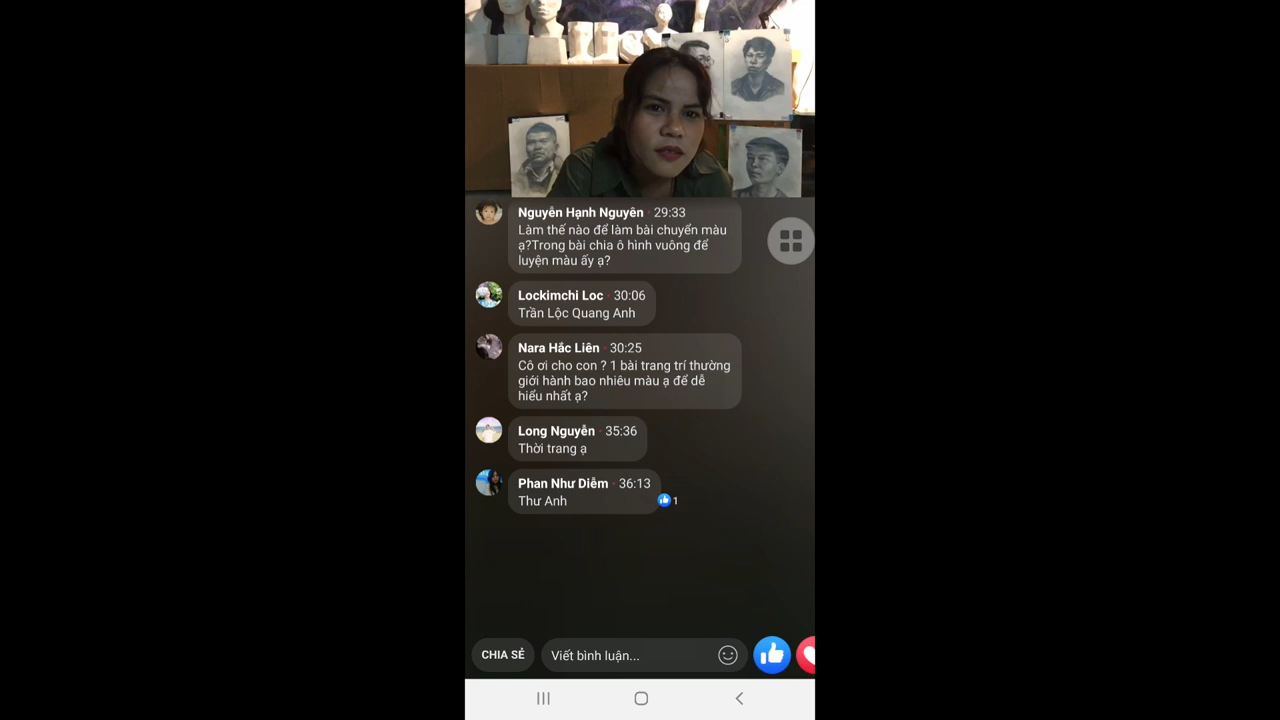 Nguyễn Hạnh Nguyên · 29:33
Làm thế nào để làm bài chuyển màu
ạ?Trong bài chia ô hình vuông để
luyện màu ấy ạ?
Lockimchi Loc · 30:06
Trần Lộc Quang Anh
Nara Hắc Liên · 30:25
Cô ơi cho con ? 1 bài trang trí thường
giới hành bao nhiêu màu ạ để dễ
hiểu nhất ạ?
Long Nguyễn · 35:36
Thời trang ạ
Phan Như Diễm · 36:13
Thư Anh
1
CHIA SẺ
Viết bình luận...